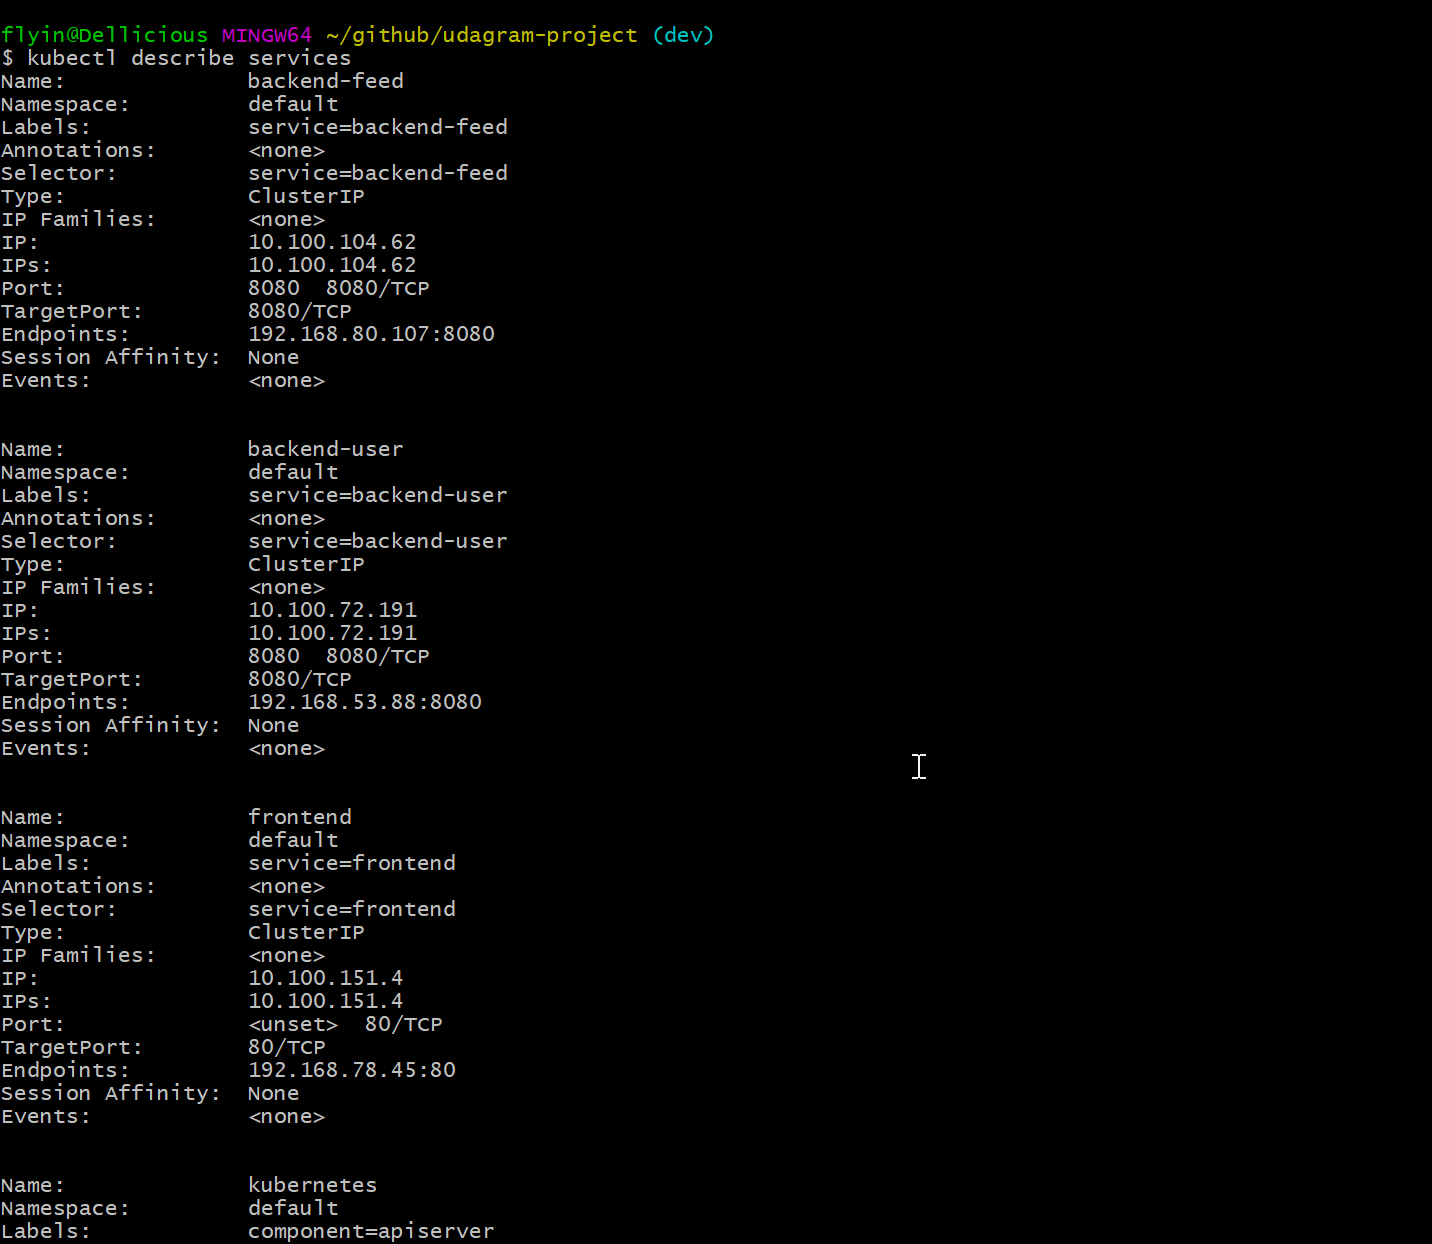 flyin@Dellicious MINGW64 ~/github/udagram-project (dev)
$ kubectl describe services
Name:              backend-feed
Namespace:         default
Labels:            service=backend-feed
Annotations:       <none>
Selector:          service=backend-feed
Type:              ClusterIP
IP Families:       <none>
IP:                10.100.104.62
IPs:               10.100.104.62
Port:              8080  8080/TCP
TargetPort:        8080/TCP
Endpoints:         192.168.80.107:8080
Session Affinity:  None
Events:            <none>

Name:              backend-user
Namespace:         default
Labels:            service=backend-user
Annotations:       <none>
Selector:          service=backend-user
Type:              ClusterIP
IP Families:       <none>
IP:                10.100.72.191
IPs:               10.100.72.191
Port:              8080  8080/TCP
TargetPort:        8080/TCP
Endpoints:         192.168.53.88:8080
Session Affinity:  None
Events:            <none>

Name:              frontend
Namespace:         default
Labels:            service=frontend
Annotations:       <none>
Selector:          service=frontend
Type:              ClusterIP
IP Families:       <none>
IP:                10.100.151.4
IPs:               10.100.151.4
Port:              <unset>  80/TCP
TargetPort:        80/TCP
Endpoints:         192.168.78.45:80
Session Affinity:  None
Events:            <none>

Name:              kubernetes
Namespace:         default
Labels:            component=apiserver